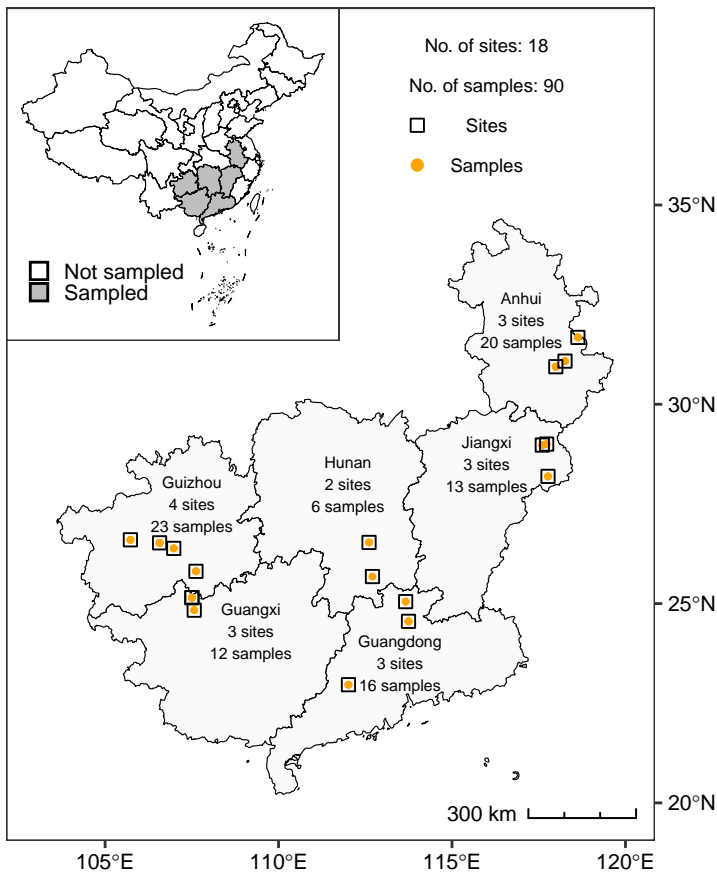 No. of sites: 18
No. of samples: 90
Sites
Samples
Not sampled
Sampled
35°N
Anhui
3 sites
20 samples
30°N
Jiangxi
3 sites
13 samples
Hunan
2 sites
6 samples
Guizhou
4 sites
23 samples
25°N
Guangxi
3 sites
12 samples
Guangdong
3 sites
16 samples
20°N
300 km
105°E
110°E
115°E
120°E